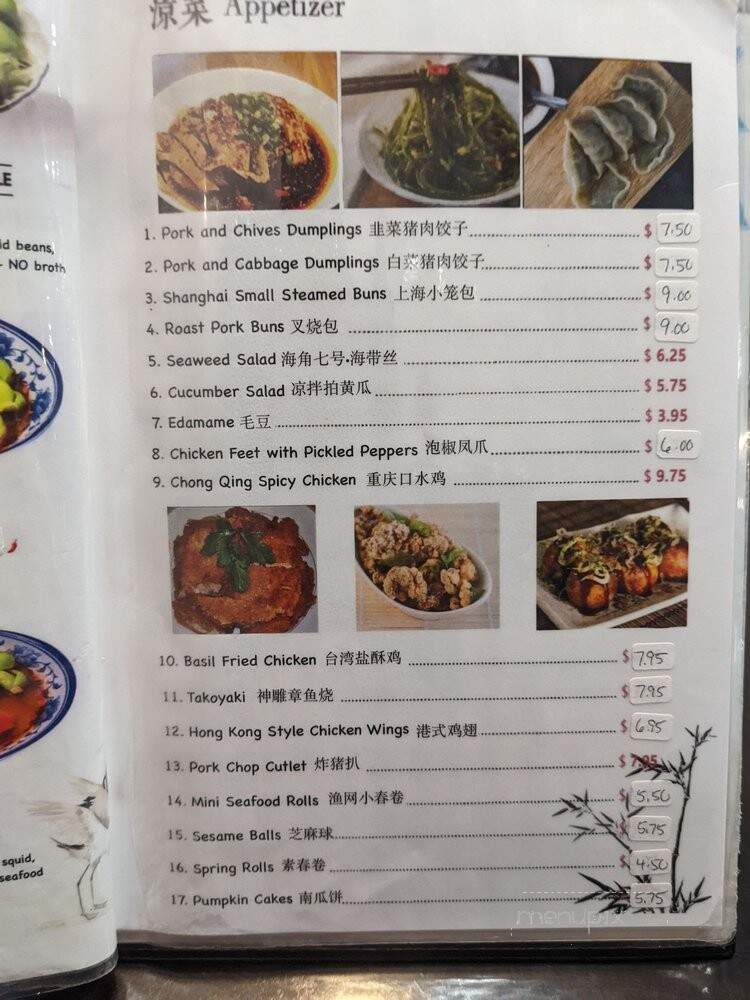 凉菜 Appetizer
LE
id beans,
- NO broth
1. Pork and Chives Dumplings 韭菜猪肉饺子 $ 7.50
2. Pork and Cabbage Dumplings 白菜猪肉饺子 $ 7.50
3. Shanghai Small Steamed Buns 上海小笼包 $ 9.00
4. Roast Pork Buns 叉烧包 $ 9.00
5. Seaweed Salad 海角七号·海带丝 $ 6.25
6. Cucumber Salad 凉拌拍黄瓜 $ 5.75
7. Edamame 毛豆 $ 3.95
8. Chicken Feet with Pickled Peppers 泡椒凤爪 $ 6.00
9. Chong Qing Spicy Chicken 重庆口水鸡 $ 9.75
10. Basil Fried Chicken 台湾盐酥鸡 $ 7.95
11. Takoyaki 神雕章鱼烧 $ 7.95
12. Hong Kong Style Chicken Wings 港式鸡翅 $ 6.95
13. Pork Chop Cutlet 炸猪扒 $ 7.95
14. Mini Seafood Rolls 渔网小春卷 $ 5.50
15. Sesame Balls 芝麻球 $ 5.75
16. Spring Rolls 素春卷 $ 4.50
17. Pumpkin Cakes 南瓜饼 5.75
squid,
seafood